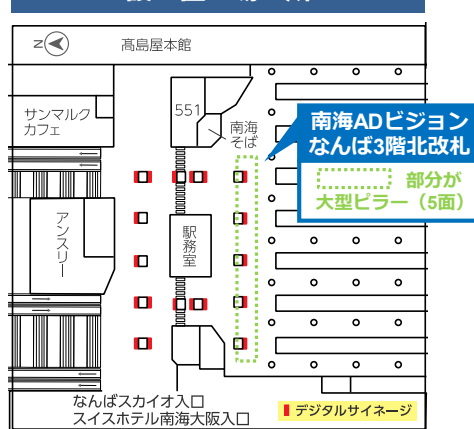 Z
髙島屋本館
サンマルク
カフェ
551
南海
そば
南海ADビジョン
なんば3階北改札
部分が
大型ピラー（5面）
アンスリー
駅務室
なんばスカイオ入口
スイスホテル南海大阪入口
デジタルサイネージ